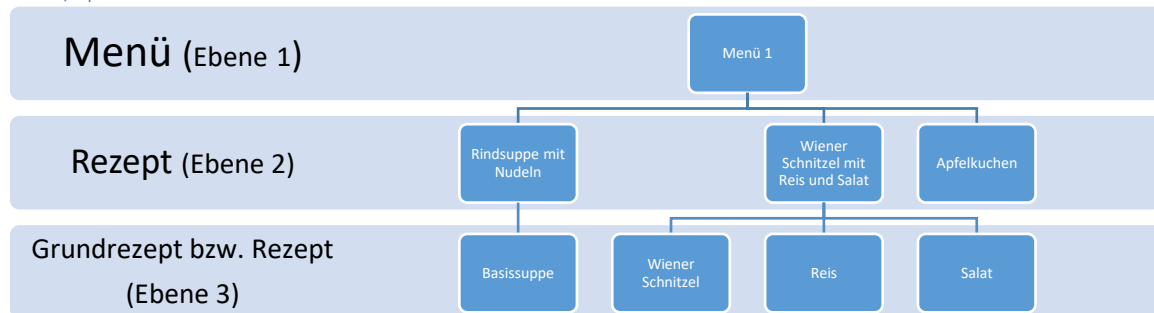 Menü (Ebene 1)
Menü 1
Rezept (Ebene 2)
Rindsuppe mit
Nudeln
Wiener
Schnitzel mit
Reis und Salat
Apfelkuchen
Grundrezept bzw. Rezept
(Ebene 3)
Basissuppe
Wiener
Schnitzel
Reis
Salat